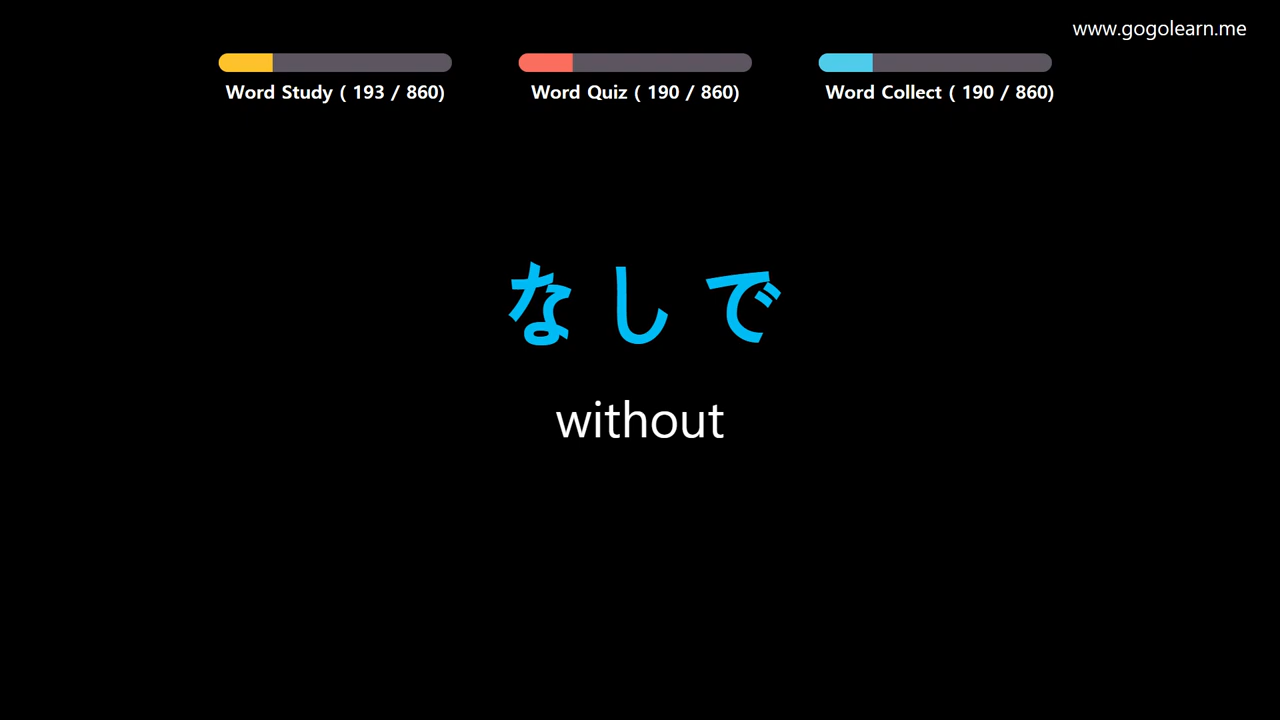 www.gogolearn.me
Word Study ( 193 / 860)
Word Quiz ( 190 / 860)
Word Collect ( 190 / 860)
なしで
without